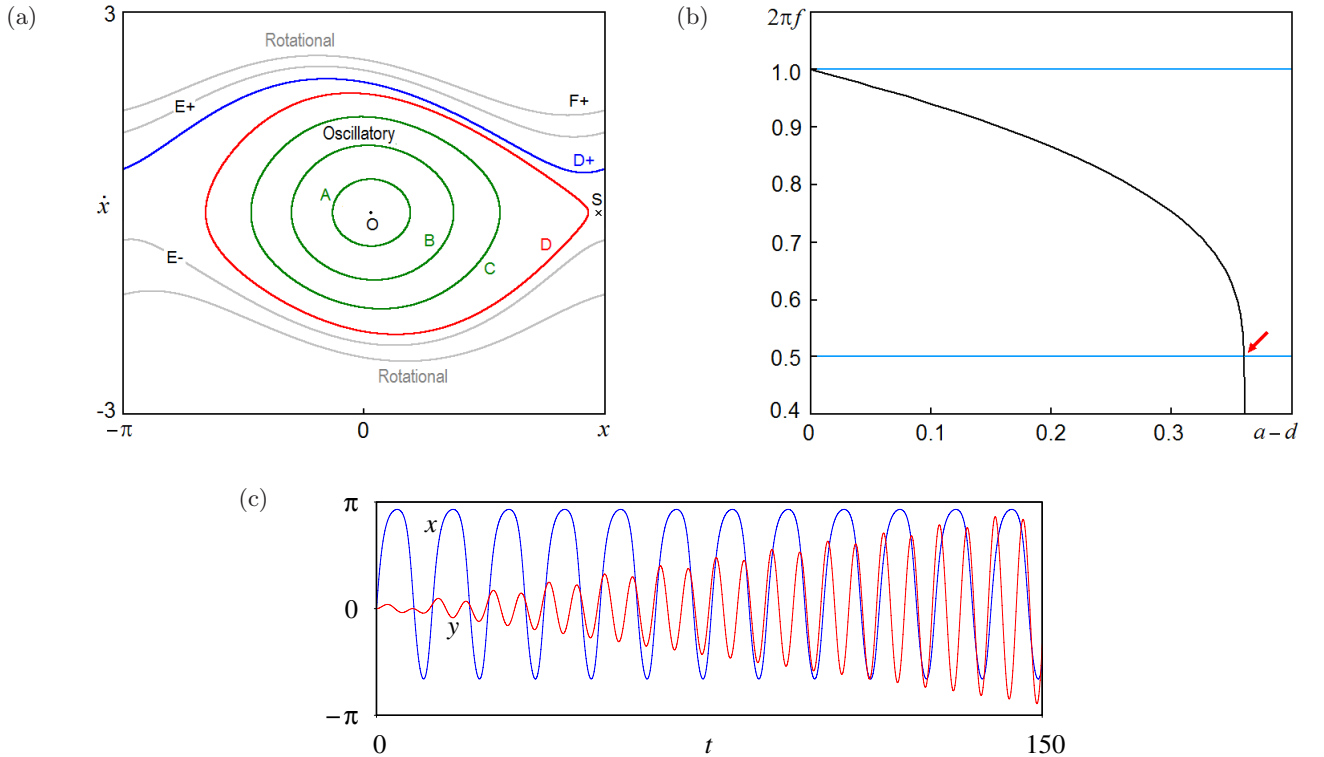 (a)
3
Rotational
E+
F+
Oscillatory
D+
A
S
ẋ
O
B
D
E-
C
Rotational
-3
−π
0
x
(b)
2πf
1.0
0.9
0.8
0.7
0.6
0.5
0.4
0
0.1
0.2
0.3
a − d
(c)
π
x
0
y
−π
0
t
150